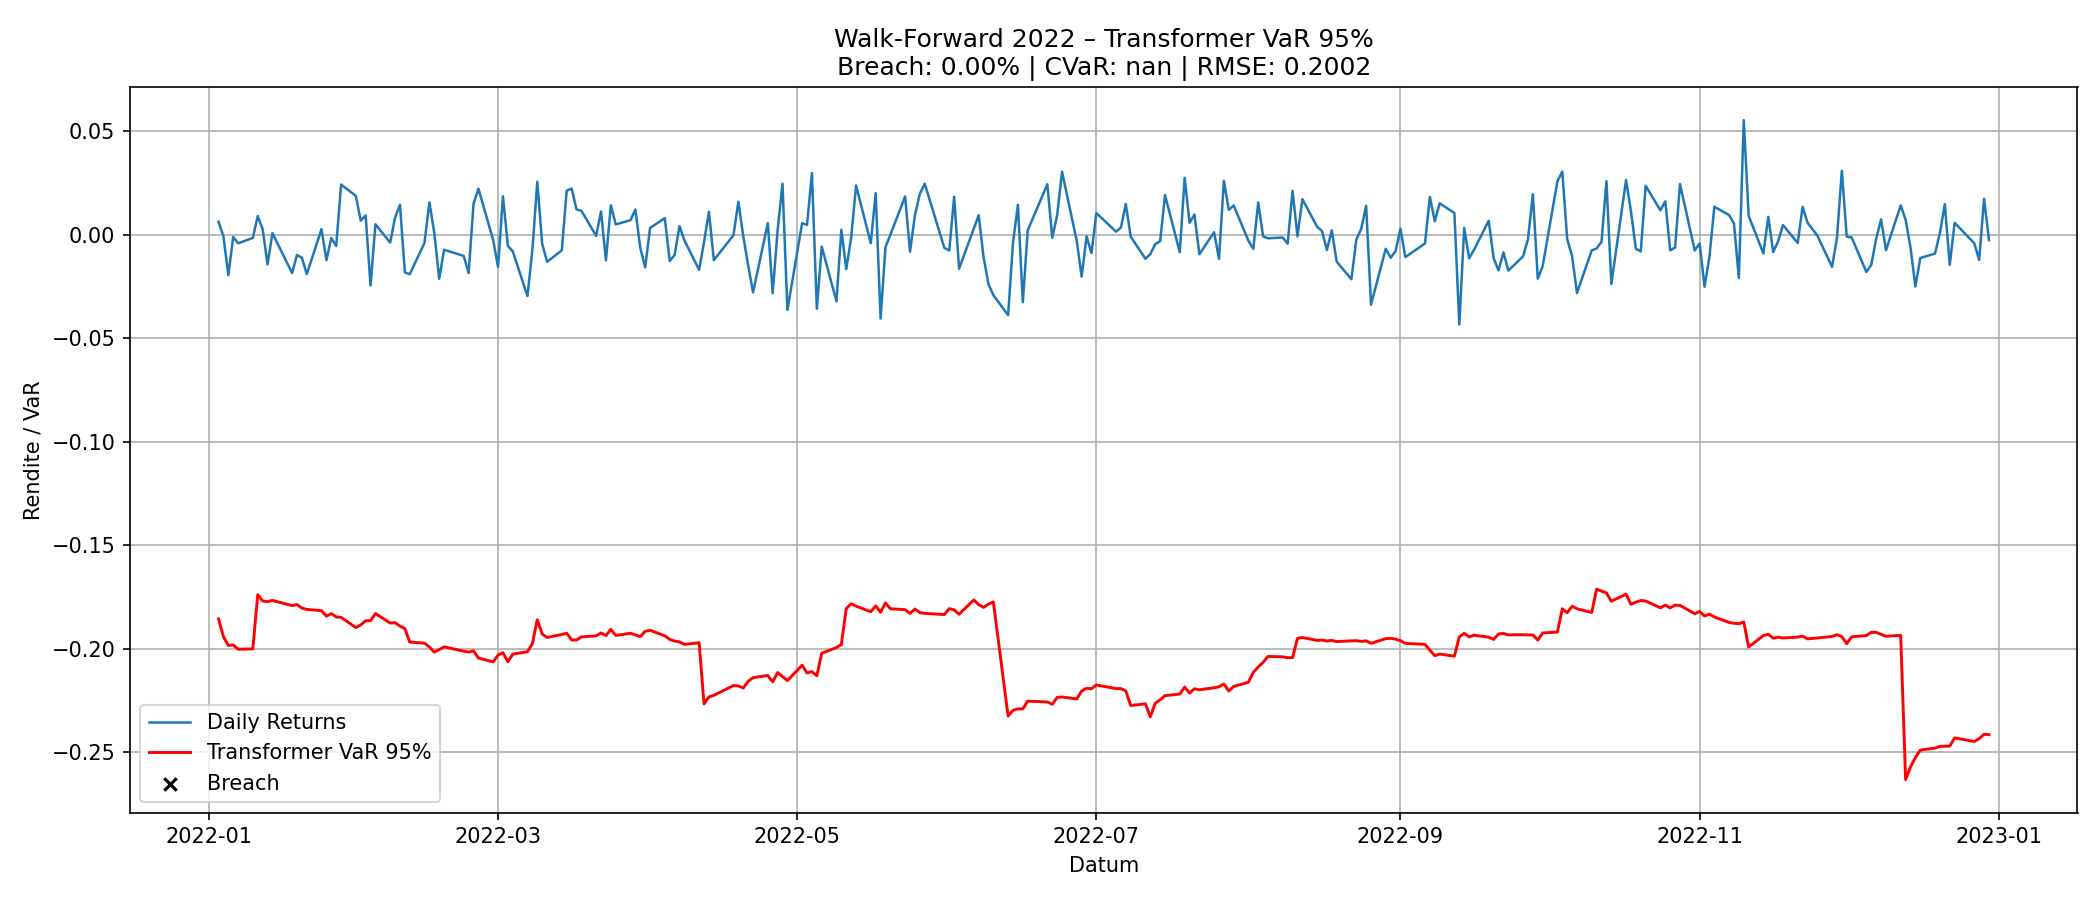 Walk-Forward 2022 – Transformer VaR 95%
Breach: 0.00% | CVaR: nan | RMSE: 0.2002
Rendite / VaR
0.05
0.00
−0.05
−0.10
−0.15
−0.20
−0.25
Daily Returns
Transformer VaR 95%
Breach
2022-01
2022-03
2022-05
2022-07
2022-09
2022-11
2023-01
Datum